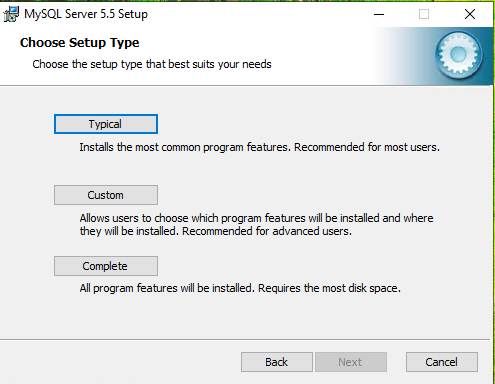 MySQL Server 5.5 Setup
Choose Setup Type
Choose the setup type that best suits your needs
Typical
Installs the most common program features. Recommended for most users.
Custom
Allows users to choose which program features will be installed and where
they will be installed. Recommended for advanced users.
Complete
All program features will be installed. Requires the most disk space.
Back
Next
Cancel